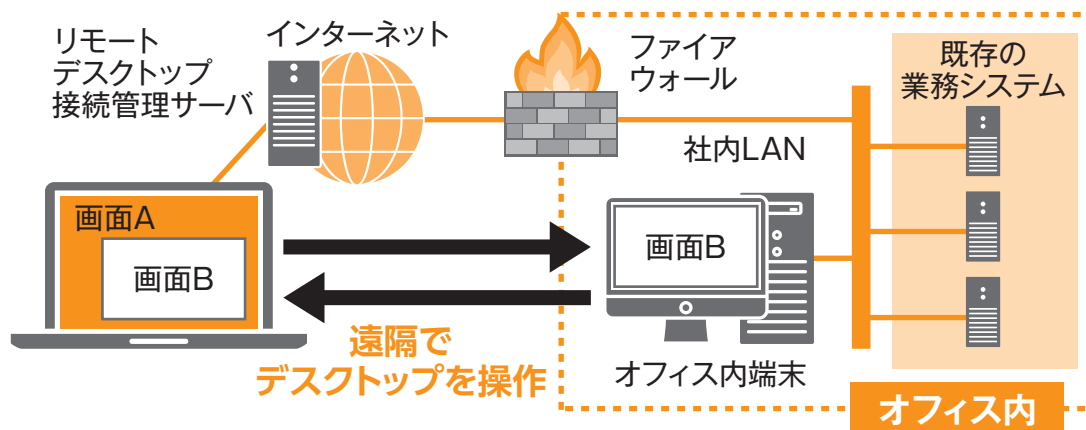 リモート
デスクトップ
接続管理サーバ
インターネット
ファイア
ウォール
既存の
業務システム
社内LAN
画面A
画面B
画面B
遠隔で
デスクトップを操作
オフィス内端末
オフィス内